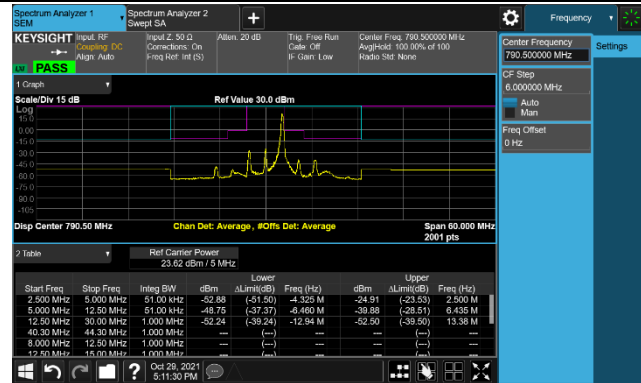 Spectrum Analyzer 1
SEM
Spectrum Analyzer 2
Swept SA
+
Frequency
KEYSIGHT
Input: RF
Coupling: DC
Align: Auto
Input Z: 50 Ω
Corrections: On
Freq Ref: Int (S)
Atten: 20 dB
Trig: Free Run
Gate: Off
IF Gain: Low
Center Freq: 790.500000 MHz
Avg|Hold: 100.00% of 100
Radio Std: None
PASS
1 Graph
Scale/Div 15 dB
Ref Value 30.0 dBm
Log
15.0
0.00
-15.0
-30.0
-45.0
-60.0
-75.0
-90.0
-105
Disp Center 790.50 MHz
Chan Det: Average, #Offs Det: Average
Span 60.000 MHz
2001 pts
2 Table
Ref Carrier Power
23.62 dBm / 5 MHz
Lower Upper
Start Freq Stop Freq Integ BW dBm ΔLimit(dB) Freq (Hz) dBm ΔLimit(dB) Freq (Hz)
2.500 MHz 5.000 MHz 51.00 kHz -52.88 (-51.50) -4.325 M -24.91 (-23.53) 2.500 M
5.000 MHz 12.50 MHz 51.00 kHz -48.75 (-37.37) -6.460 M -39.88 (-28.51) 6.435 M
12.50 MHz 30.00 MHz 1.000 MHz -52.24 (-39.24) -12.94 M -52.50 (-39.50) 13.38 M
40.30 MHz 44.30 MHz 1.000 MHz --- (---) --- --- (---) ---
8.000 MHz 12.50 MHz 1.000 MHz --- (---) --- --- (---) ---
12.50 MHz 15.00 MHz 1.000 MHz --- (---) --- --- (---) ---
?
Oct 29, 2021
5:11:30 PM
Center Frequency
790.500000 MHz
Settings
CF Step
6.000000 MHz
Auto
Man
Freq Offset
0 Hz